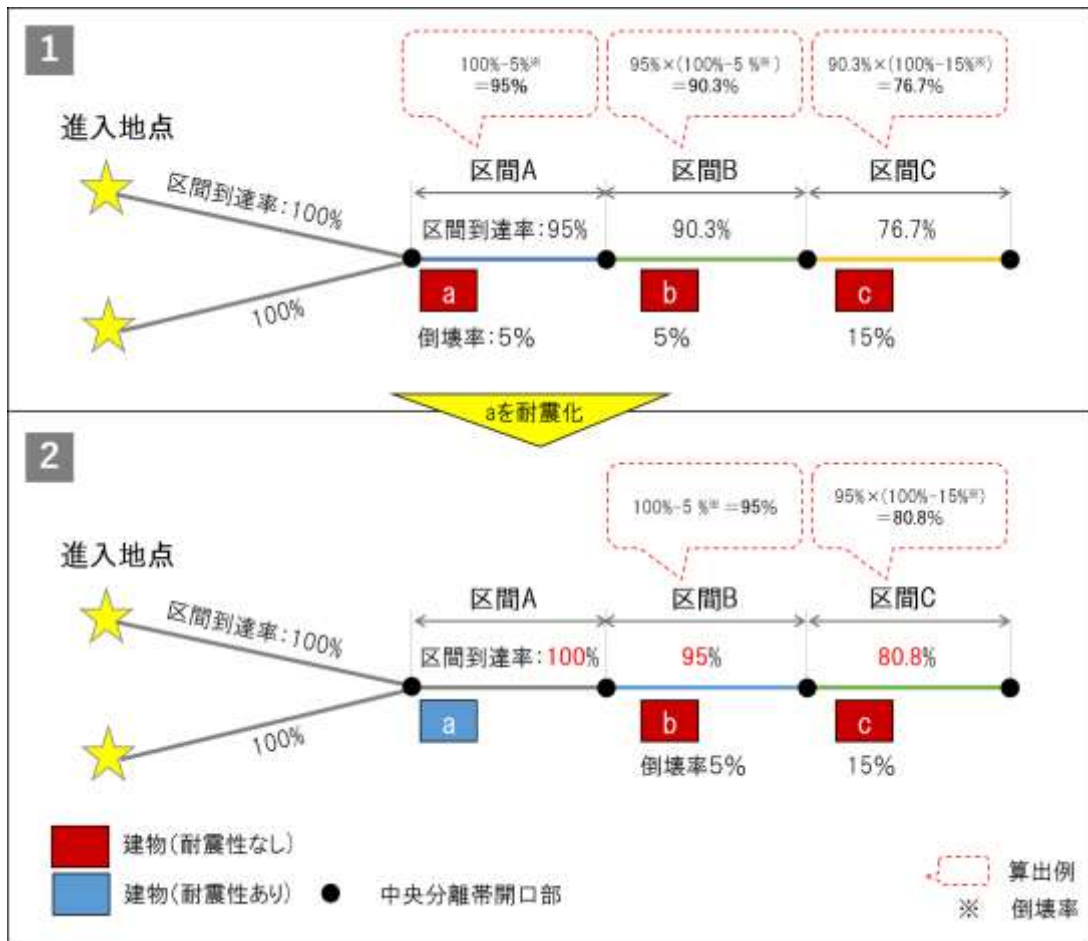 1
100%-5%※
=95%
95%×(100%-5 %※)
=90.3%
90.3%×(100%-15%※)
=76.7%
進入地点
区間A
区間B
区間C
区間到達率:100%
区間到達率:95%
90.3%
76.7%
100%
a
b
c
倒壊率:5%
5%
15%
aを耐震化
2
100%-5 %※ =95%
95%×(100%-15%※)
=80.8%
進入地点
区間A
区間B
区間C
区間到達率:100%
区間到達率:100%
95%
80.8%
100%
a
b
c
倒壊率5%
15%
建物(耐震性なし)
建物(耐震性あり)
中央分離帯開口部
算出例
※ 倒壊率